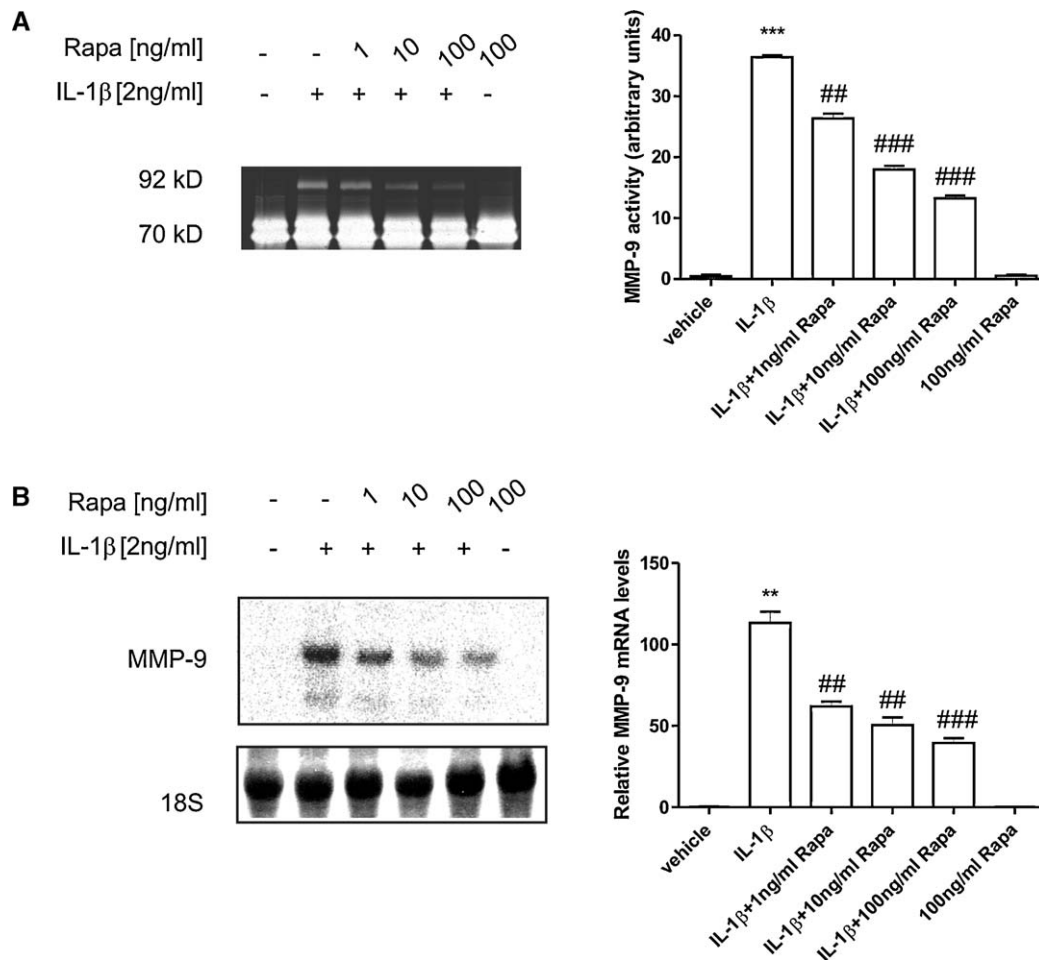 A
Rapa [ng/ml] - - 1 10 100 100
IL-1β [2ng/ml] - + + + + -
92 kD
70 kD
MMP-9 activity (arbitrary units)
40
30
20
10
0
***
##
###
###
vehicle
IL-1β
IL-1β+1ng/ml Rapa
IL-1β+10ng/ml Rapa
IL-1β+100ng/ml Rapa
100ng/ml Rapa
B
Rapa [ng/ml] - - 1 10 100 100
IL-1β [2ng/ml] - + + + + -
MMP-9
18S
Relative MMP-9 mRNA levels
150
100
50
0
**
##
##
###
vehicle
IL-1β
IL-1β+1ng/ml Rapa
IL-1β+10ng/ml Rapa
IL-1β+100ng/ml Rapa
100ng/ml Rapa